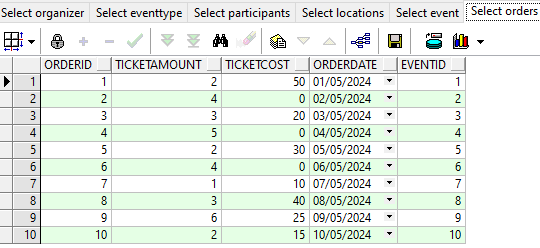 Select organizer Select eventtype Select participants Select locations Select event Select orders
ORDERID TICKETAMOUNT TICKETCOST ORDERDATE EVENTID
1 1 2 50 01/05/2024 1
2 2 4 0 02/05/2024 2
3 3 3 20 03/05/2024 3
4 4 5 0 04/05/2024 4
5 5 2 30 05/05/2024 5
6 6 4 0 06/05/2024 6
7 7 1 10 07/05/2024 7
8 8 3 40 08/05/2024 8
9 9 6 25 09/05/2024 9
10 10 2 15 10/05/2024 10